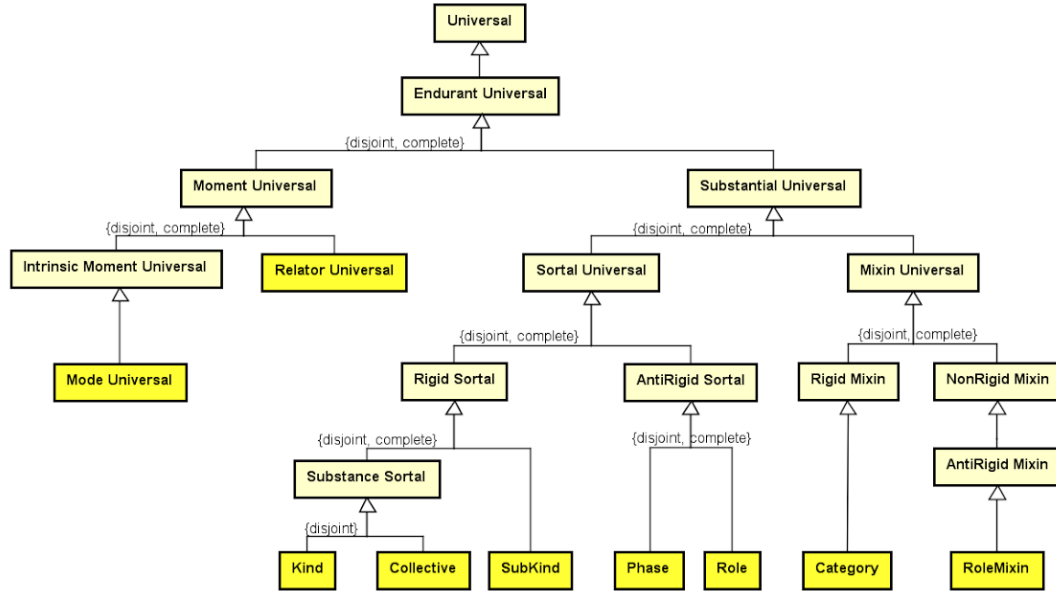 Universal
Endurant Universal
{disjoint, complete}
Moment Universal
Substantial Universal
{disjoint, complete}
{disjoint, complete}
Intrinsic Moment Universal
Relator Universal
Sortal Universal
Mixin Universal
{disjoint, complete}
{disjoint, complete}
Mode Universal
Rigid Sortal
AntiRigid Sortal
Rigid Mixin
NonRigid Mixin
{disjoint, complete}
{disjoint, complete}
Substance Sortal
AntiRigid Mixin
{disjoint}
Kind
Collective
SubKind
Phase
Role
Category
RoleMixin